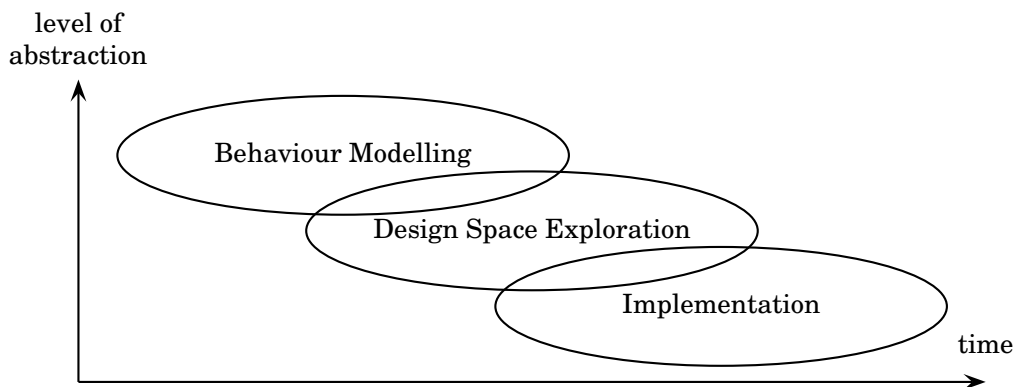 level of
abstraction
Behaviour Modelling
Design Space Exploration
Implementation
time